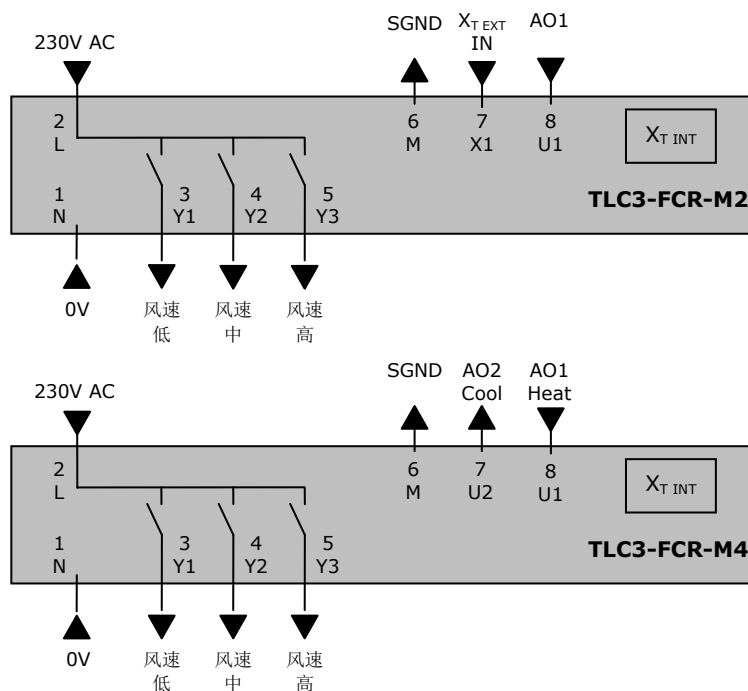 SGND XT EXT AO1
230V AC IN
2 6 7 8 XT INT
L M X1 U1
1 3 4 5 TLC3-FCR-M2
N Y1 Y2 Y3
0V 风速 风速 风速
低 中 高
SGND AO2 AO1
230V AC Cool Heat
2 6 7 8 XT INT
L M U2 U1
1 3 4 5 TLC3-FCR-M4
N Y1 Y2 Y3
0V 风速 风速 风速
低 中 高